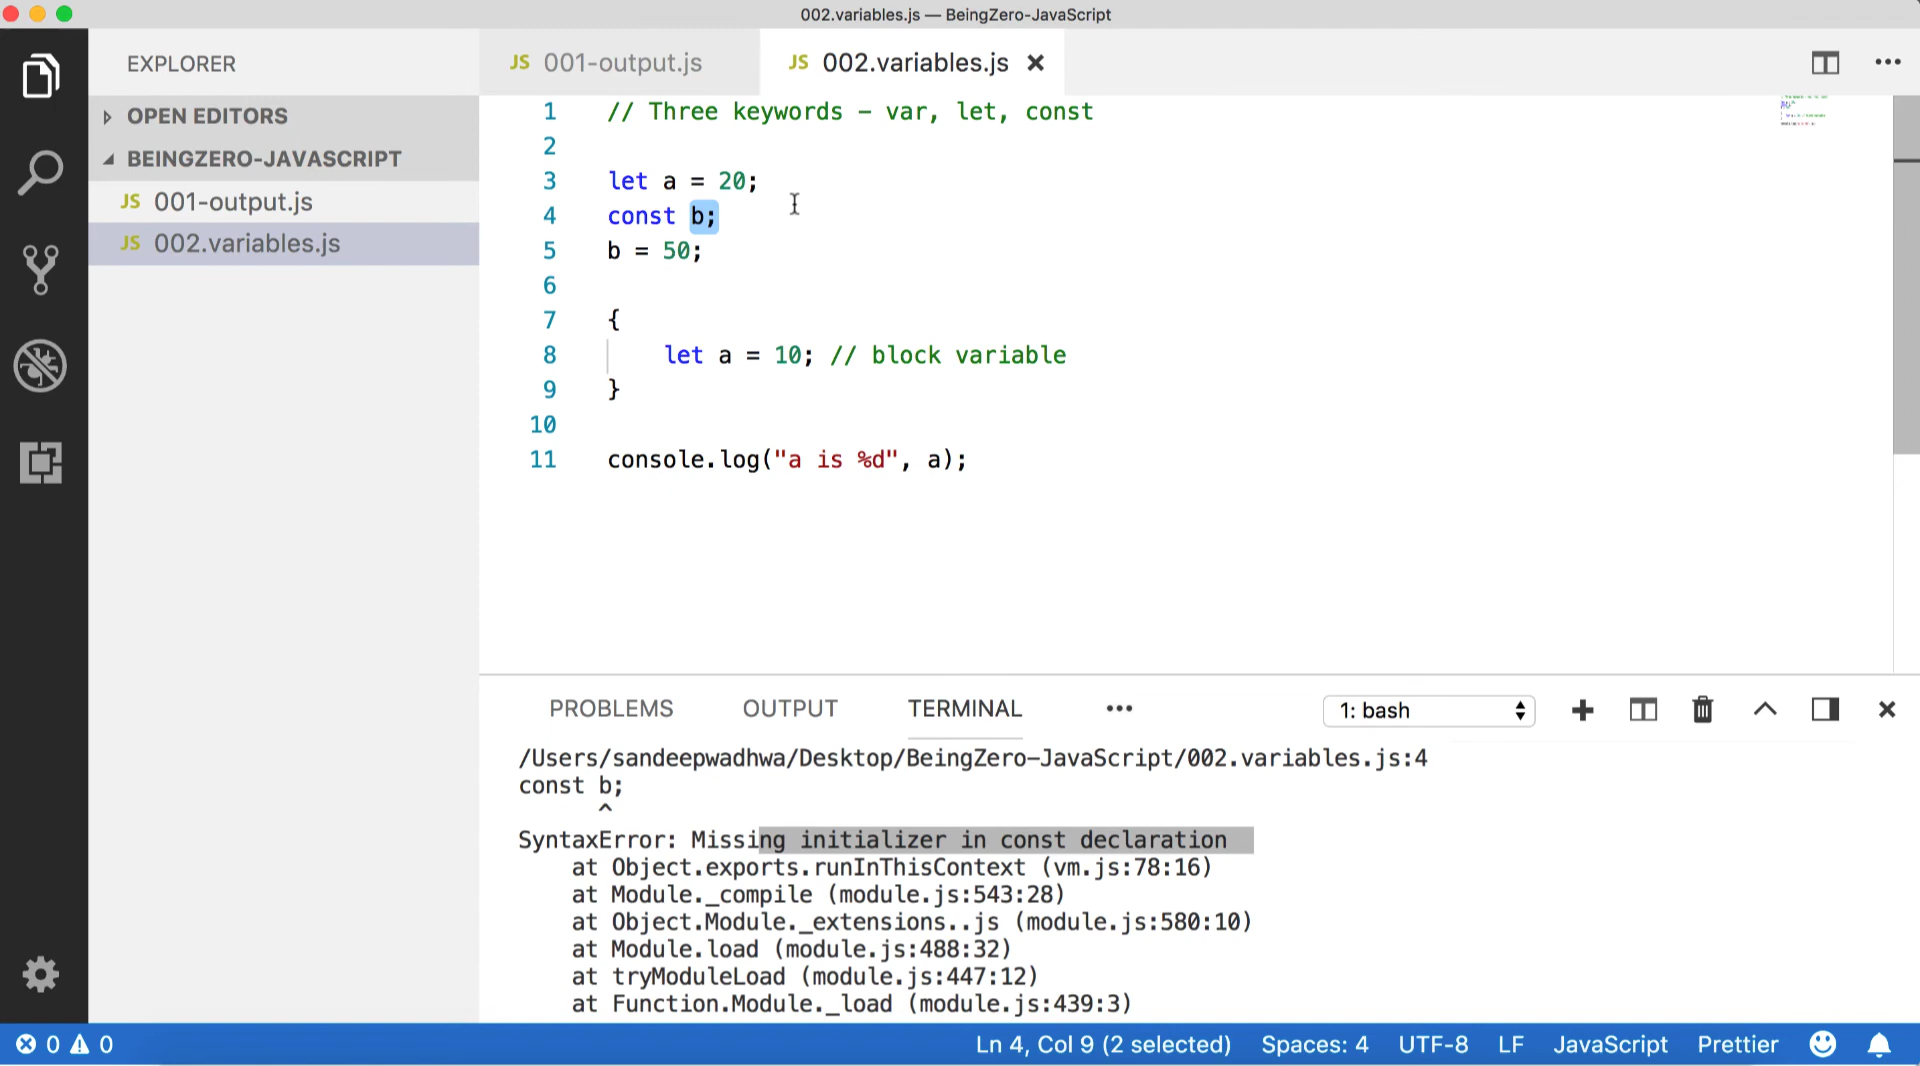 002.variables.js — BeingZero-JavaScript
EXPLORER
OPEN EDITORS
BEINGZERO-JAVASCRIPT
JS 001-output.js
JS 002.variables.js
JS 001-output.js
JS 002.variables.js
1 // Three keywords - var, let, const
2
3 let a = 20;
4 const b;
5 b = 50;
6
7 {
8 let a = 10; // block variable
9 }
10
11 console.log("a is %d", a);
PROBLEMS OUTPUT TERMINAL 1: bash
/Users/sandeepwadhwa/Desktop/BeingZero-JavaScript/002.variables.js:4
const b;
^
SyntaxError: Missing initializer in const declaration
at Object.exports.runInThisContext (vm.js:78:16)
at Module._compile (module.js:543:28)
at Object.Module._extensions..js (module.js:580:10)
at Module.load (module.js:488:32)
at tryModuleLoad (module.js:447:12)
at Function.Module._load (module.js:439:3)
0 0 Ln 4, Col 9 (2 selected) Spaces: 4 UTF-8 LF JavaScript Prettier